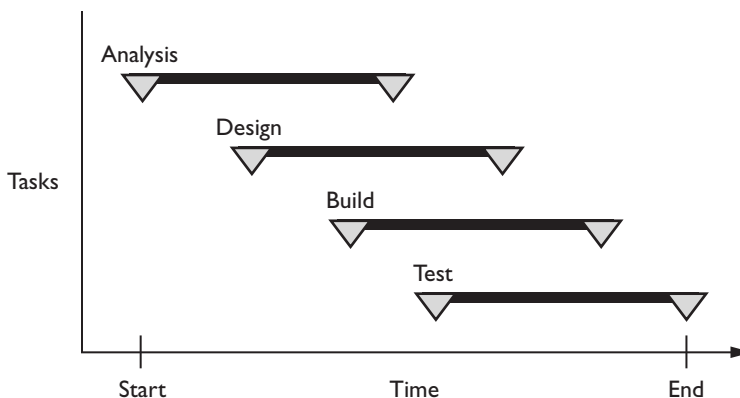 Analysis
Design
Tasks
Build
Test
Start
Time
End